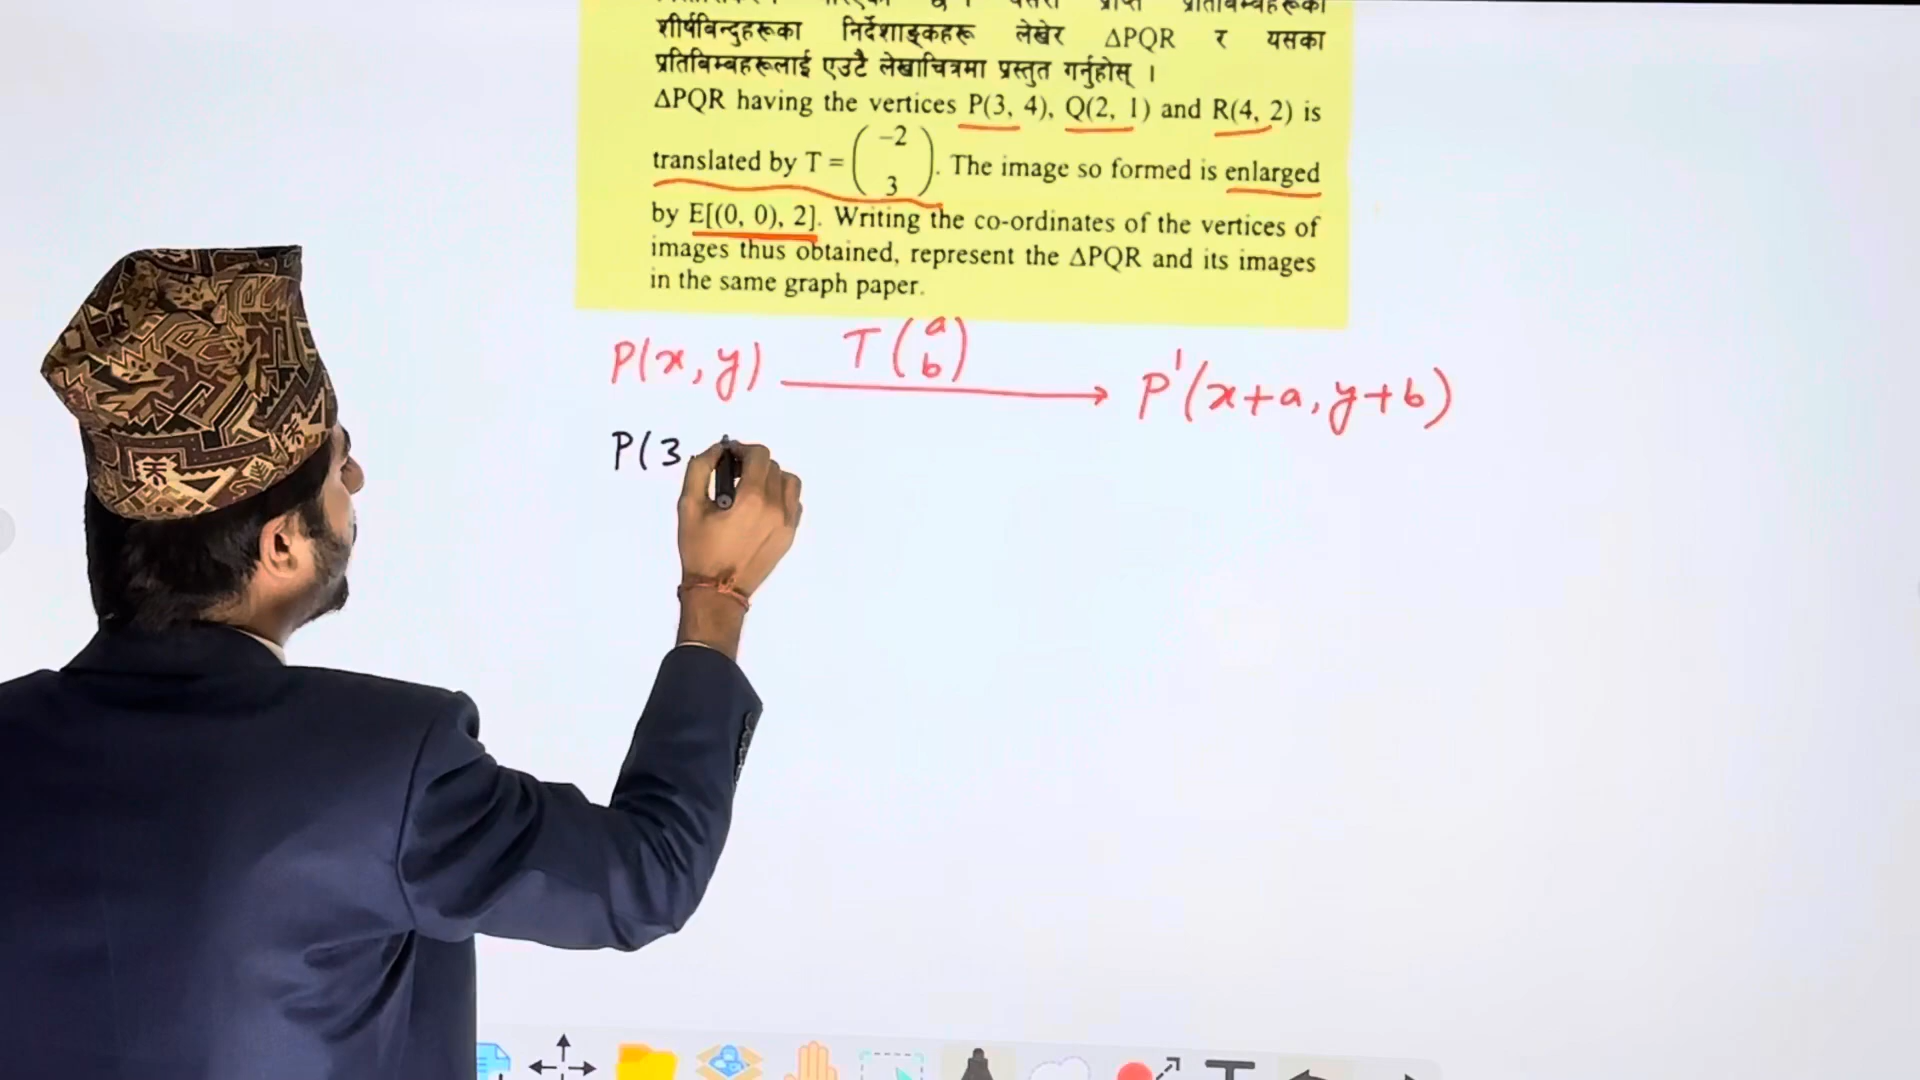 शीर्षबिन्दुहरूका निर्देशाङ्कहरू लेखेर ΔPQR र यसका
प्रतिबिम्बहरूलाई एउटै लेखाचित्रमा प्रस्तुत गर्नुहोस् ।
ΔPQR having the vertices P(3, 4), Q(2, 1) and R(4, 2) is
translated by T = (-2 3). The image so formed is enlarged
by E[(0, 0), 2]. Writing the co-ordinates of the vertices of
images thus obtained, represent the ΔPQR and its images
in the same graph paper.
P(x, y) T(a b) → P'(x+a, y+b)
P(3,